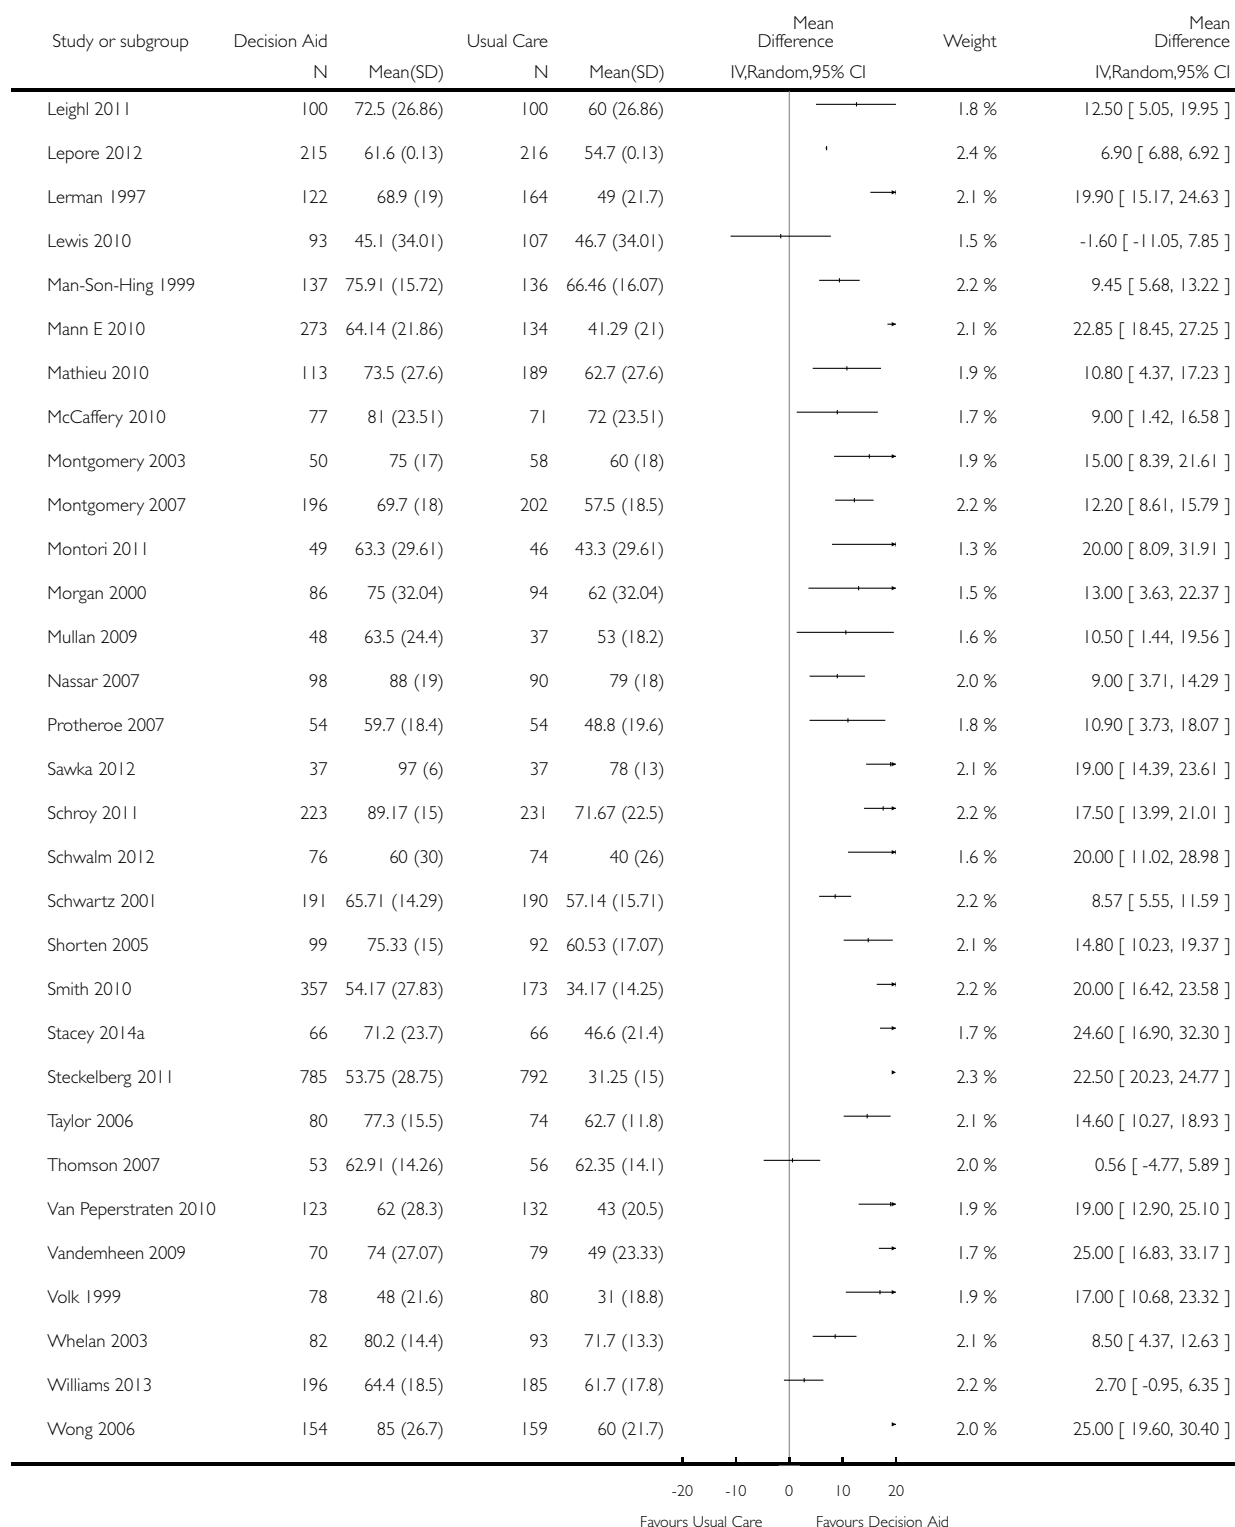 Mean Mean
Study or subgroup Decision Aid Usual Care Difference Weight Difference
N Mean(SD) N Mean(SD) IV,Random,95% CI IV,Random,95% CI
Leighl 2011 100 72.5 (26.86) 100 60 (26.86) 1.8 % 12.50 [ 5.05, 19.95 ]
Lepore 2012 215 61.6 (0.13) 216 54.7 (0.13) 2.4 % 6.90 [ 6.88, 6.92 ]
Lerman 1997 122 68.9 (19) 164 49 (21.7) 2.1 % 19.90 [ 15.17, 24.63 ]
Lewis 2010 93 45.1 (34.01) 107 46.7 (34.01) 1.5 % -1.60 [ -11.05, 7.85 ]
Man-Son-Hing 1999 137 75.91 (15.72) 136 66.46 (16.07) 2.2 % 9.45 [ 5.68, 13.22 ]
Mann E 2010 273 64.14 (21.86) 134 41.29 (21) 2.1 % 22.85 [ 18.45, 27.25 ]
Mathieu 2010 113 73.5 (27.6) 189 62.7 (27.6) 1.9 % 10.80 [ 4.37, 17.23 ]
McCaffery 2010 77 81 (23.51) 71 72 (23.51) 1.7 % 9.00 [ 1.42, 16.58 ]
Montgomery 2003 50 75 (17) 58 60 (18) 1.9 % 15.00 [ 8.39, 21.61 ]
Montgomery 2007 196 69.7 (18) 202 57.5 (18.5) 2.2 % 12.20 [ 8.61, 15.79 ]
Montori 2011 49 63.3 (29.61) 46 43.3 (29.61) 1.3 % 20.00 [ 8.09, 31.91 ]
Morgan 2000 86 75 (32.04) 94 62 (32.04) 1.5 % 13.00 [ 3.63, 22.37 ]
Mullan 2009 48 63.5 (24.4) 37 53 (18.2) 1.6 % 10.50 [ 1.44, 19.56 ]
Nassar 2007 98 88 (19) 90 79 (18) 2.0 % 9.00 [ 3.71, 14.29 ]
Protheroe 2007 54 59.7 (18.4) 54 48.8 (19.6) 1.8 % 10.90 [ 3.73, 18.07 ]
Sawka 2012 37 97 (6) 37 78 (13) 2.1 % 19.00 [ 14.39, 23.61 ]
Schroy 2011 223 89.17 (15) 231 71.67 (22.5) 2.2 % 17.50 [ 13.99, 21.01 ]
Schwalm 2012 76 60 (30) 74 40 (26) 1.6 % 20.00 [ 11.02, 28.98 ]
Schwartz 2001 191 65.71 (14.29) 190 57.14 (15.71) 2.2 % 8.57 [ 5.55, 11.59 ]
Shorten 2005 99 75.33 (15) 92 60.53 (17.07) 2.1 % 14.80 [ 10.23, 19.37 ]
Smith 2010 357 54.17 (27.83) 173 34.17 (14.25) 2.2 % 20.00 [ 16.42, 23.58 ]
Stacey 2014a 66 71.2 (23.7) 66 46.6 (21.4) 1.7 % 24.60 [ 16.90, 32.30 ]
Steckelberg 2011 785 53.75 (28.75) 792 31.25 (15) 2.3 % 22.50 [ 20.23, 24.77 ]
Taylor 2006 80 77.3 (15.5) 74 62.7 (11.8) 2.1 % 14.60 [ 10.27, 18.93 ]
Thomson 2007 53 62.91 (14.26) 56 62.35 (14.1) 2.0 % 0.56 [ -4.77, 5.89 ]
Van Peperstraten 2010 123 62 (28.3) 132 43 (20.5) 1.9 % 19.00 [ 12.90, 25.10 ]
Vandemheen 2009 70 74 (27.07) 79 49 (23.33) 1.7 % 25.00 [ 16.83, 33.17 ]
Volk 1999 78 48 (21.6) 80 31 (18.8) 1.9 % 17.00 [ 10.68, 23.32 ]
Whelan 2003 82 80.2 (14.4) 93 71.7 (13.3) 2.1 % 8.50 [ 4.37, 12.63 ]
Williams 2013 196 64.4 (18.5) 185 61.7 (17.8) 2.2 % 2.70 [ -0.95, 6.35 ]
Wong 2006 154 85 (26.7) 159 60 (21.7) 2.0 % 25.00 [ 19.60, 30.40 ]
-20 -10 0 10 20
Favours Usual Care Favours Decision Aid